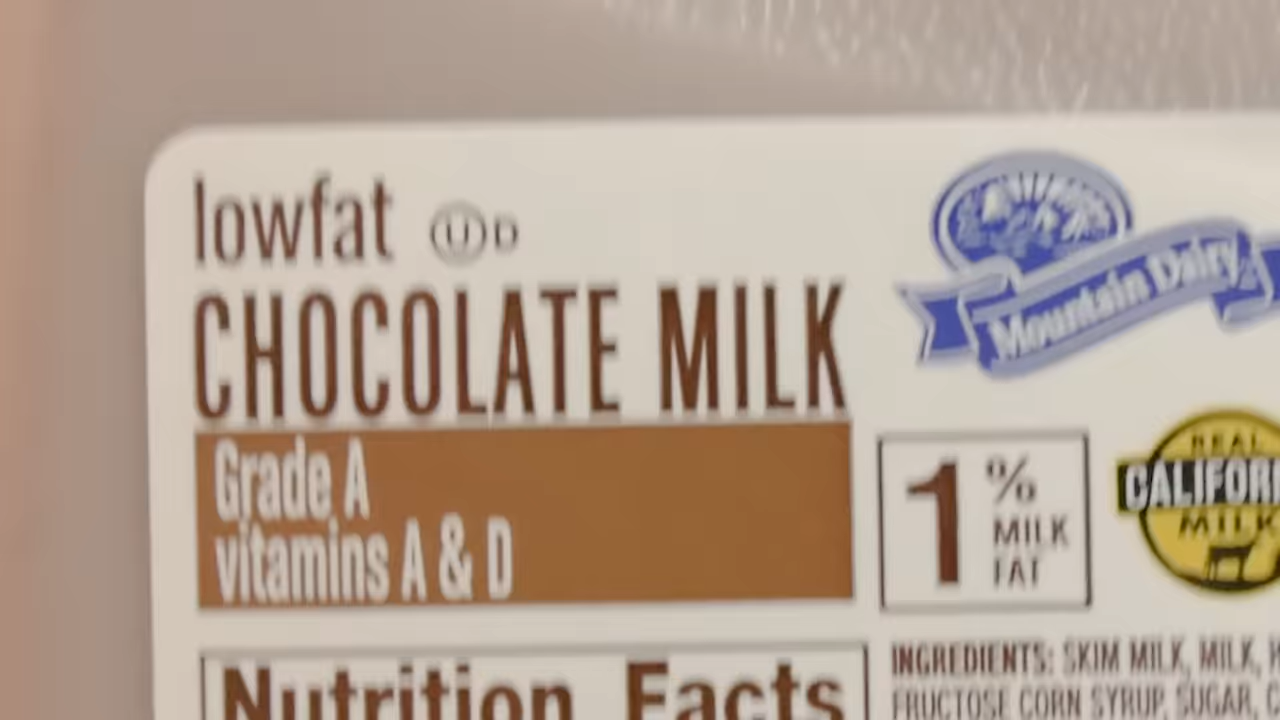 lowfat Ⓤ D
CHOCOLATE MILK
Grade A
vitamins A & D
Mountain Dairy
1%
MILK
FAT
REAL
CALIFOR
MILK
Nutrition Facts
INGREDIENTS: SKIM MILK, MILK,
FRUCTOSE CORN SYRUP, SUGAR,